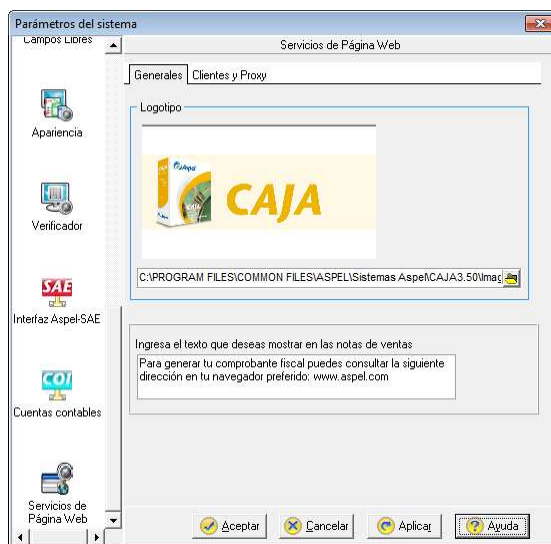 Parámetros del sistema
Campos Libres
Apariencia
Verificador
SAE
Interfaz Aspel-SAE
COI
Cuentas contables
Servicios de
Página Web
Servicios de Página Web
Generales
Clientes y Proxy
Logotipo
Aspel
CAJA
C:\PROGRAM FILES\COMMON FILES\ASPEL\Sistemas Aspel\CAJA3.50\Imag
Ingresa el texto que deseas mostrar en las notas de ventas
Para generar tu comprobante fiscal puedes consultar la siguiente
dirección en tu navegador preferido: www.aspel.com
Aceptar
Cancelar
Aplicar
Ayuda